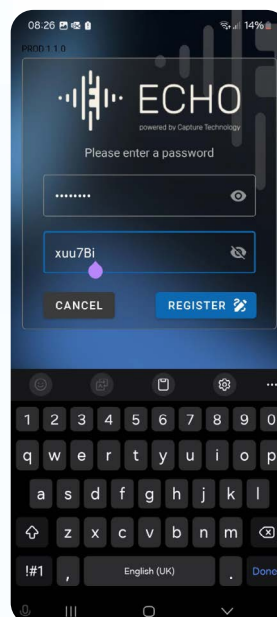 08:26 14%
PROD 1.1.0
ECHO
powered by Capture Technology
Please enter a password
••••••••
xuu7Bi
CANCEL REGISTER
1 2 3 4 5 6 7 8 9 0
q w e r t y u i o p
a s d f g h j k l
z x c v b n m
!#1 , English (UK) . Done